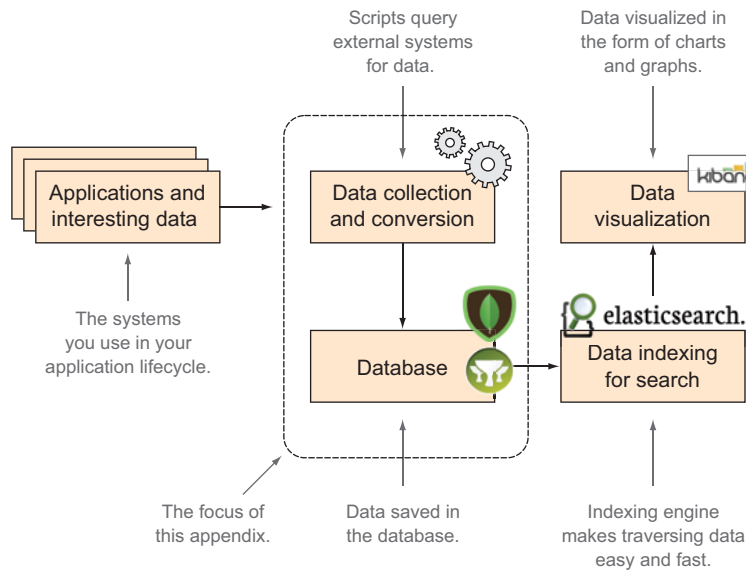 Scripts query
external systems
for data.
Data visualized in
the form of charts
and graphs.
Applications and
interesting data
Data collection
and conversion
kiban
Data
visualization
The systems
you use in your
application lifecycle.
elasticsearch.
Database
Data indexing
for search
The focus of
this appendix.
Data saved in
the database.
Indexing engine
makes traversing data
easy and fast.